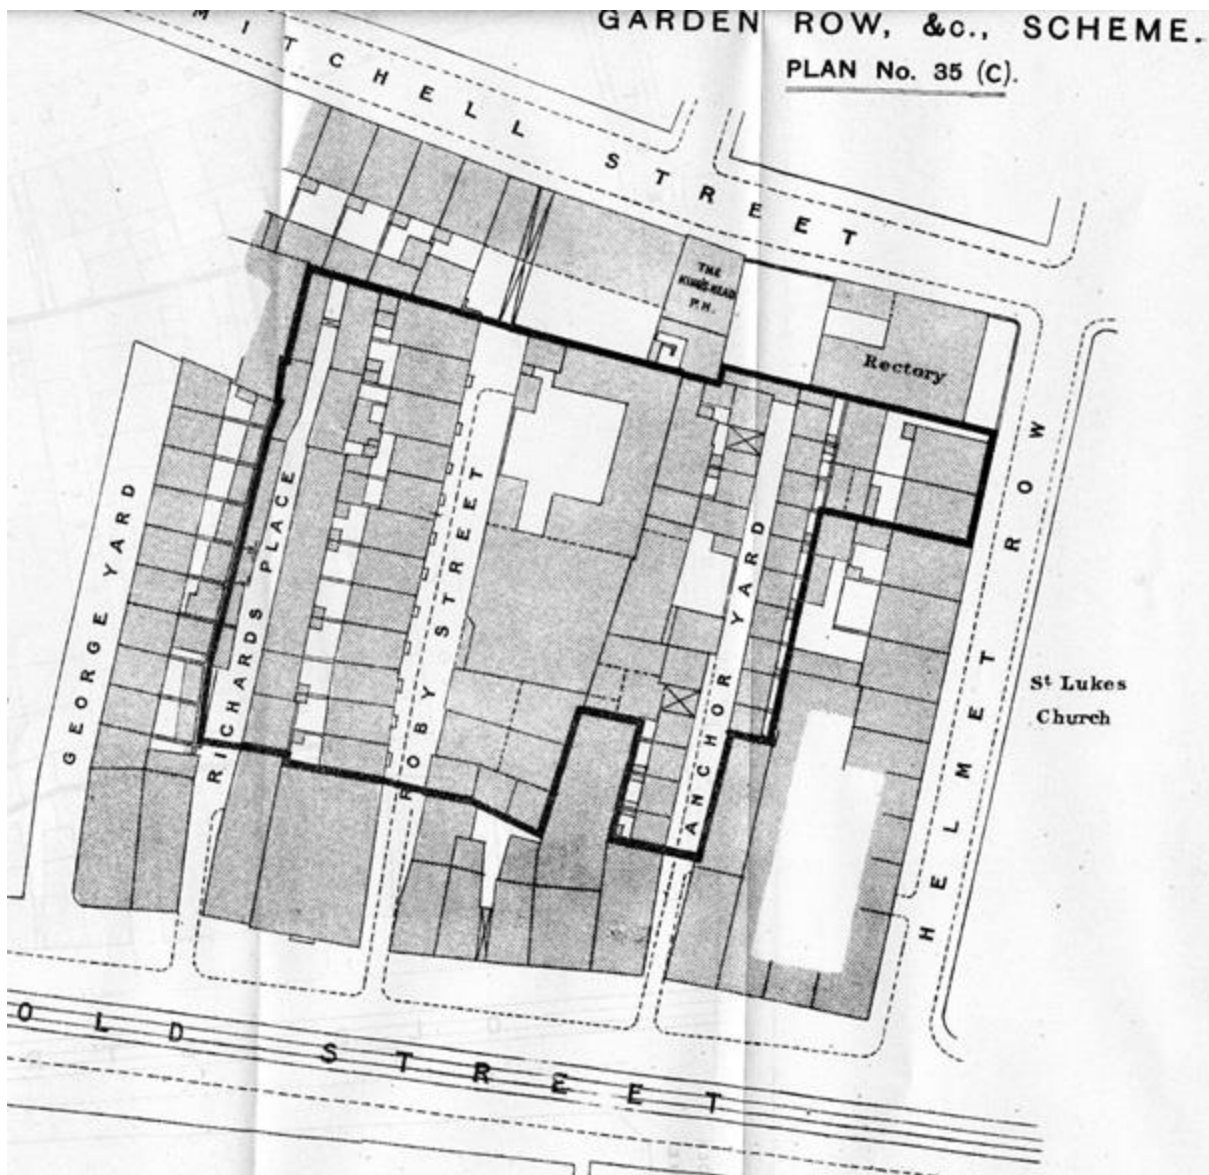 GARDEN ROW, &c., SCHEME.
PLAN No. 35 (C).
MITCHELL STREET
THE
KING'S HEAD
P.H.
Rectory
GEORGE YARD
RICHARDS PLACE
ROBY STREET
ANCHOR YARD
HELMET ROW
St Lukes
Church
OLD STREET